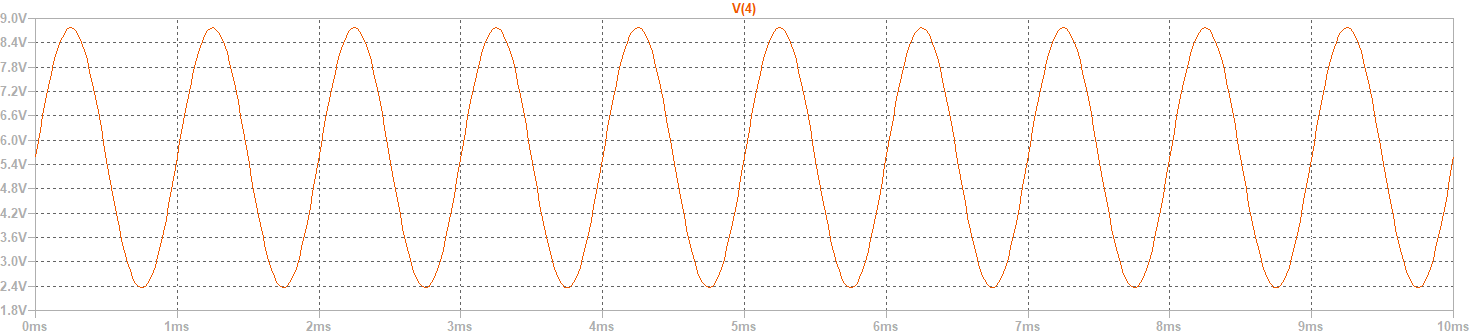 V(4)
9.0V
8.4V
7.8V
7.2V
6.6V
6.0V
5.4V
4.8V
4.2V
3.6V
3.0V
2.4V
1.8V
0ms 1ms 2ms 3ms 4ms 5ms 6ms 7ms 8ms 9ms 10ms